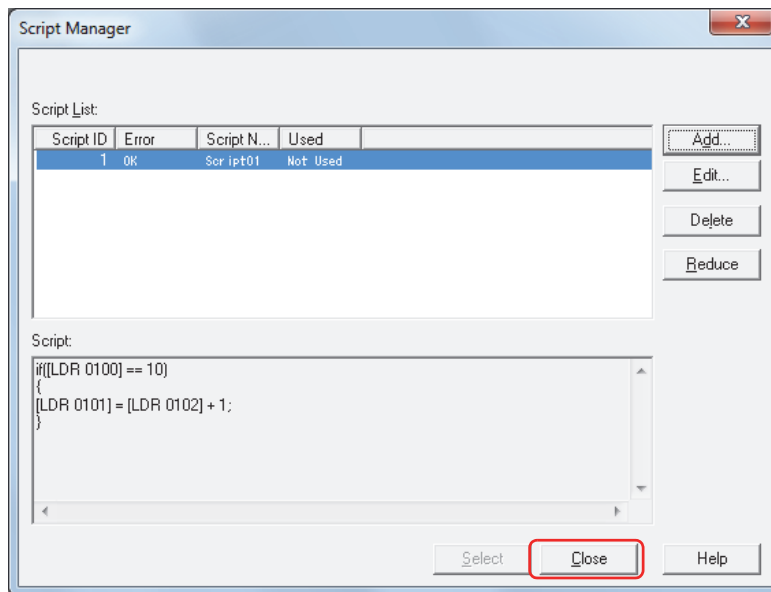 Script Manager
Script List:
Script ID Error Script N... Used
1 OK Script01 Not Used
Add...
Edit...
Delete
Reduce
Script:
if([LDR 0100] == 10)
{
[LDR 0101] = [LDR 0102] + 1;
}
Select Close Help